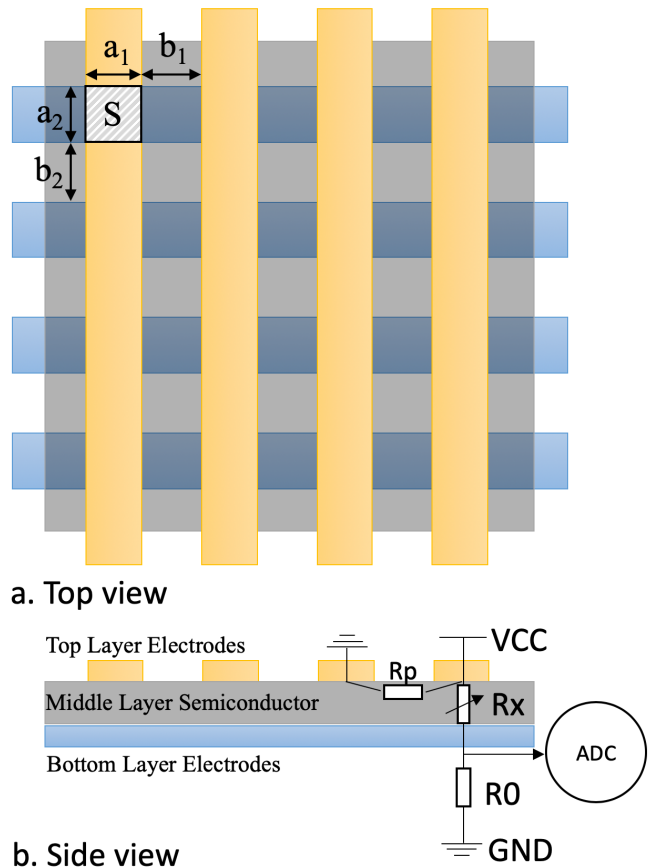 a₁ b₁
a₂ S
b₂
a. Top view
Top Layer Electrodes
VCC
Rp
Middle Layer Semiconductor
Rx
ADC
Bottom Layer Electrodes
R0
GND
b. Side view